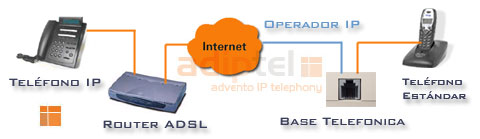 Operador IP
Internet
adintel
advento IP telephony
Teléfono IP
Router ADSL
Base Telefonica
Teléfono
Estándar